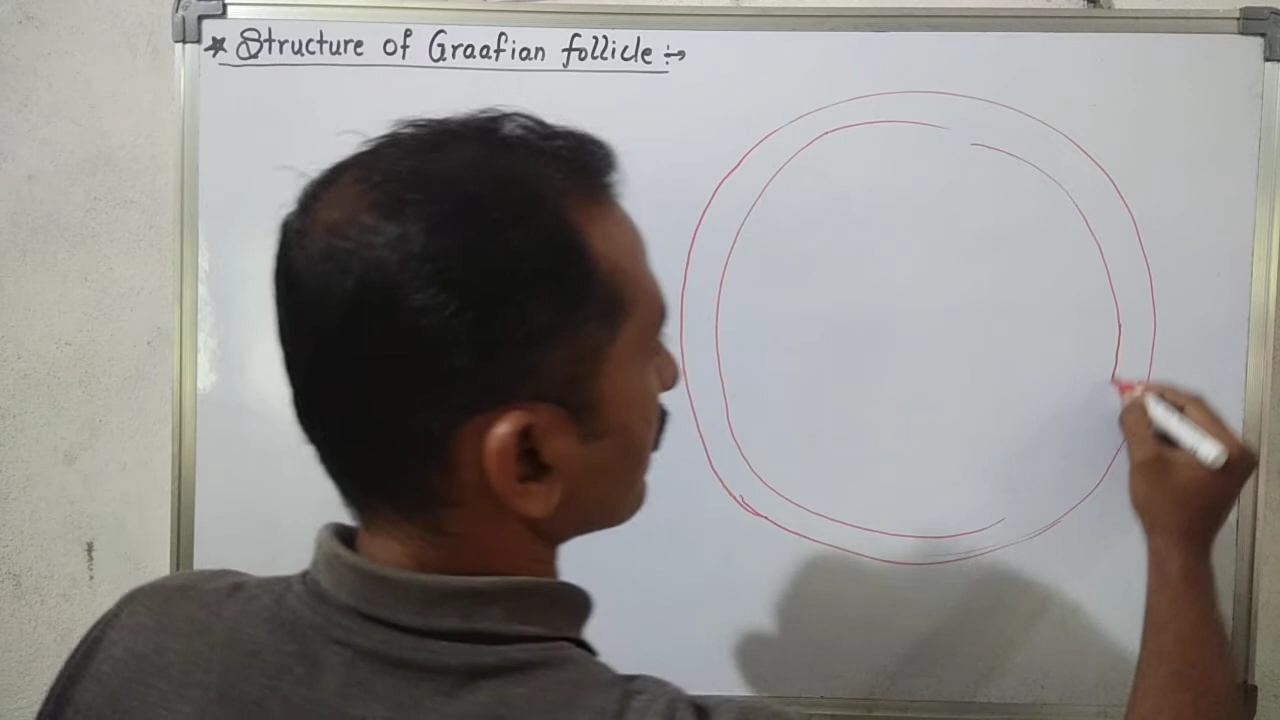 * Structure of Graafian follicle :→